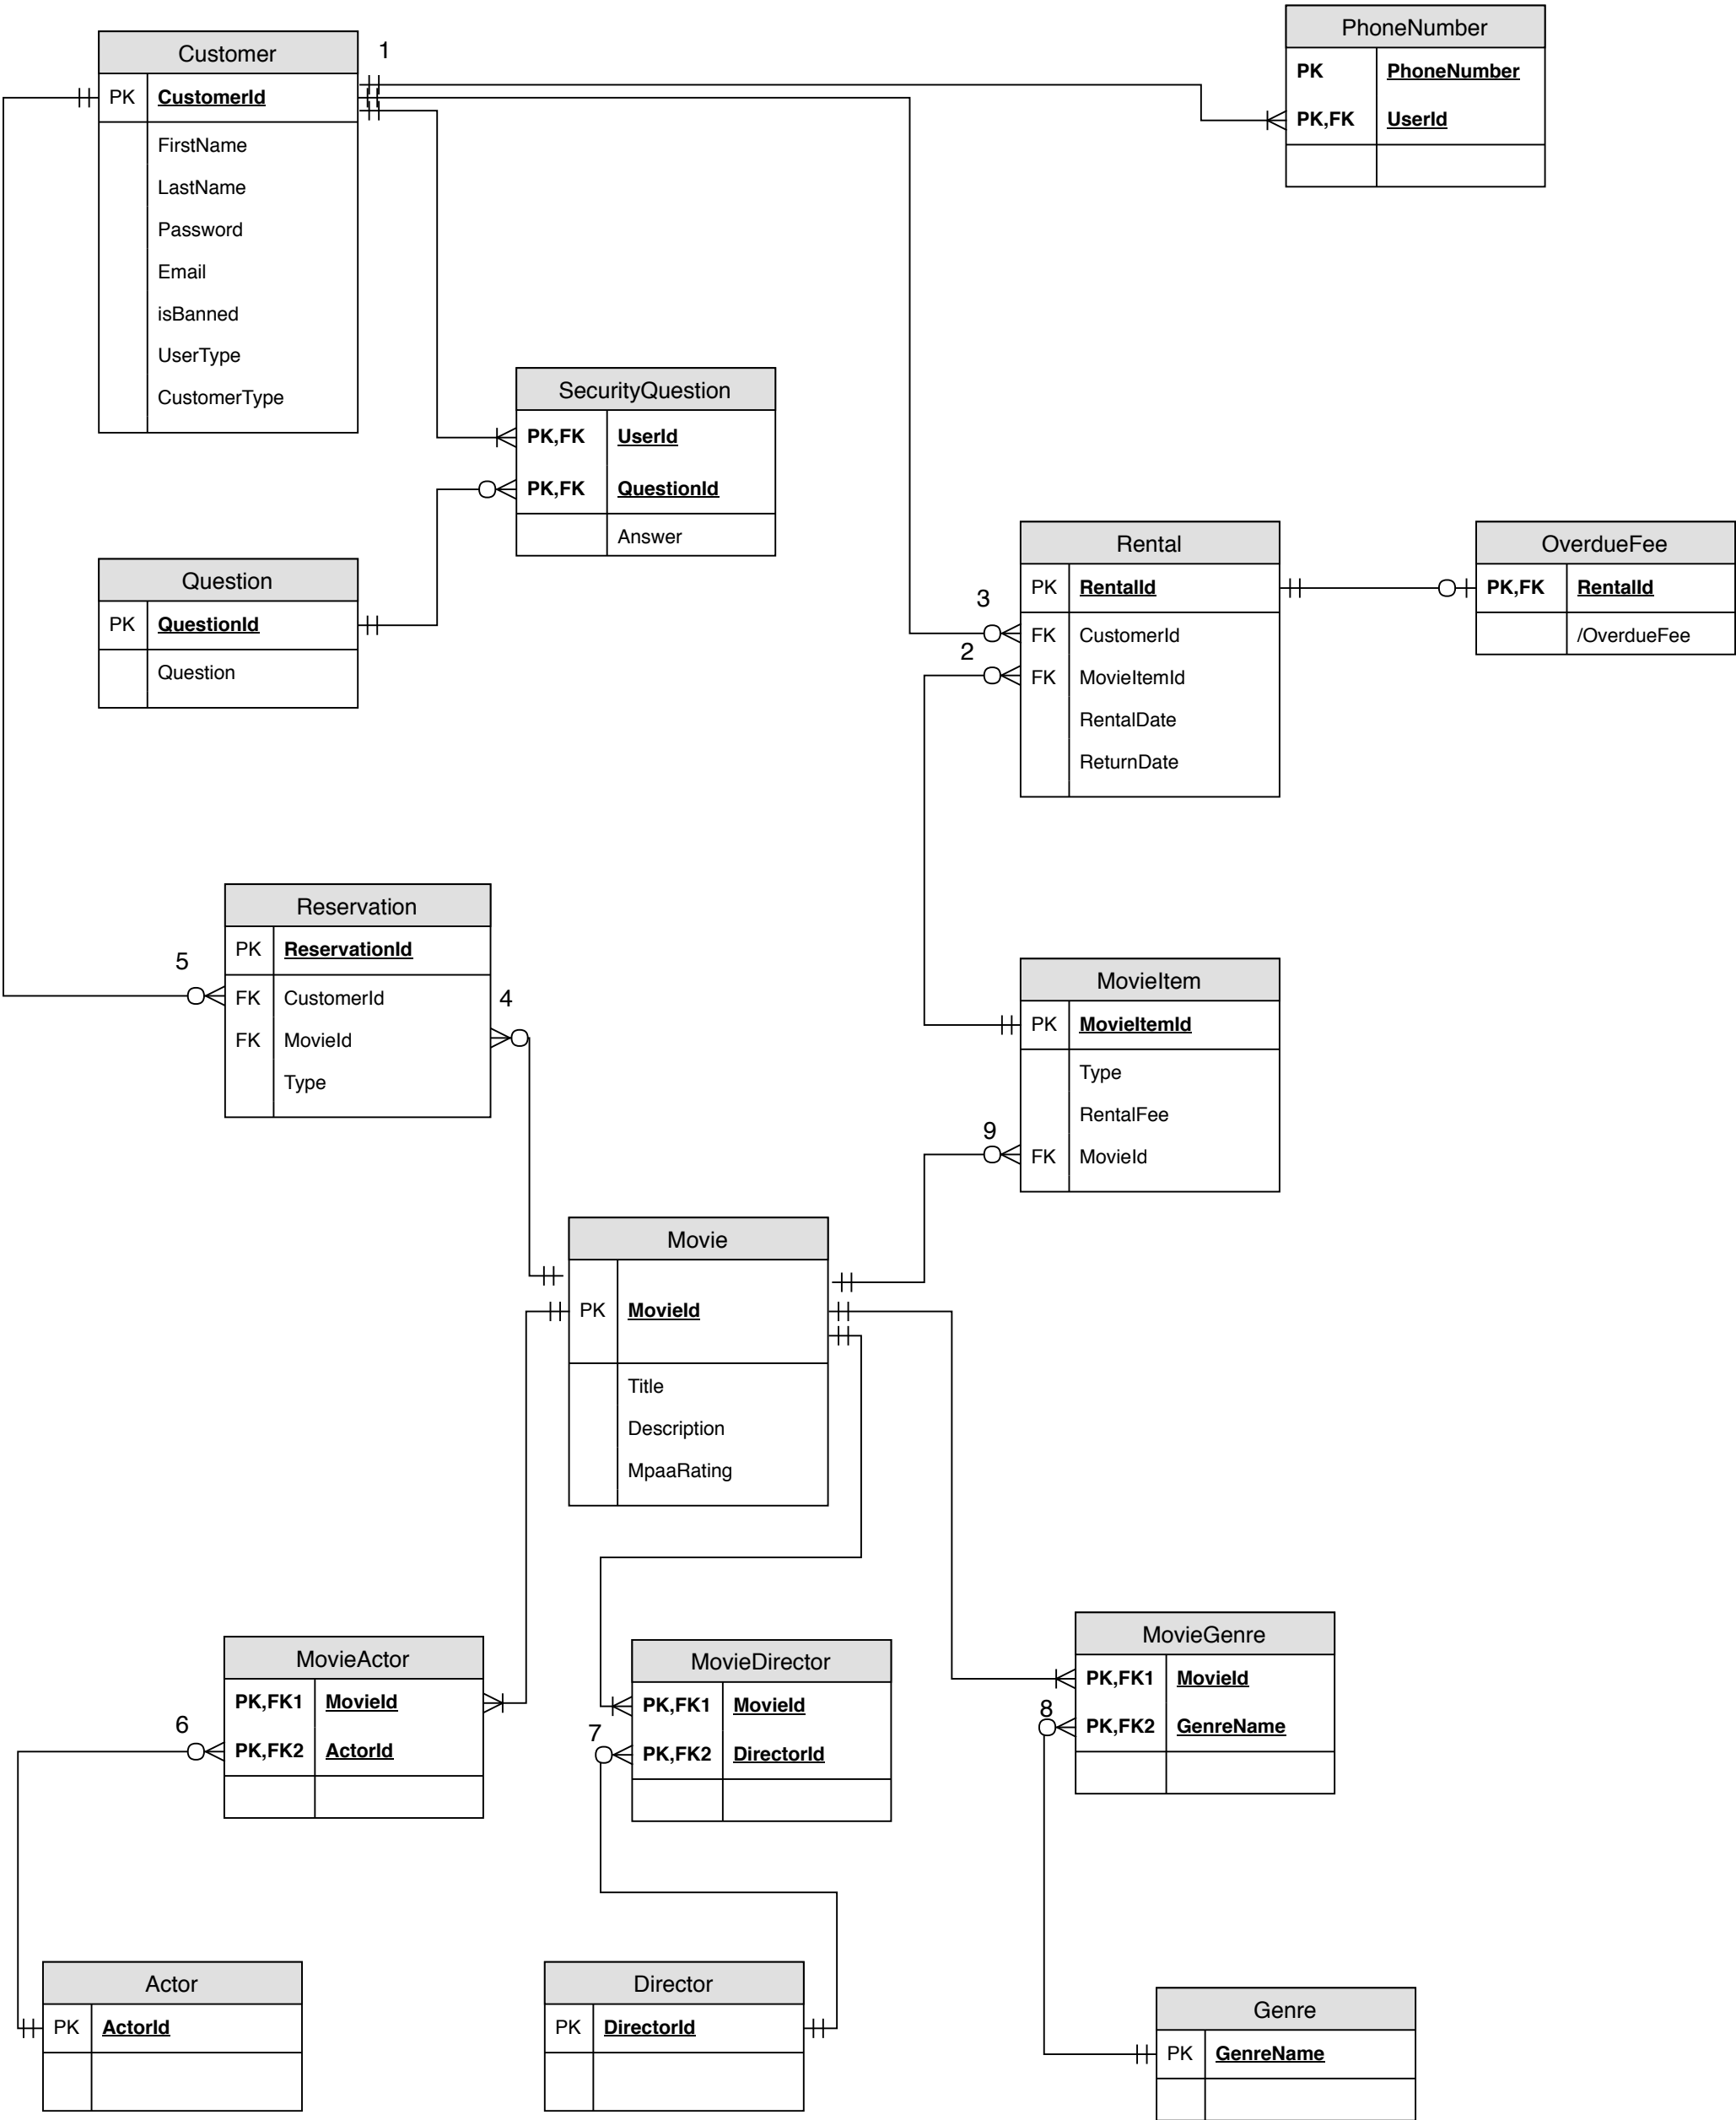 Customer
1
PK CustomerId
FirstName
LastName
Password
Email
isBanned
UserType
CustomerType
PhoneNumber
PK PhoneNumber
PK,FK UserId
SecurityQuestion
PK,FK UserId
PK,FK QuestionId
Answer
Question
PK QuestionId
Question
Rental
PK RentalId
3
FK CustomerId
2
FK MovieItemId
RentalDate
ReturnDate
OverdueFee
PK,FK RentalId
/OverdueFee
Reservation
PK ReservationId
5
FK CustomerId
4
FK MovieId
Type
MovieItem
PK MovieItemId
Type
RentalFee
9
FK MovieId
Movie
PK MovieId
Title
Description
MpaaRating
MovieActor
PK,FK1 MovieId
6
PK,FK2 ActorId
MovieDirector
PK,FK1 MovieId
7
PK,FK2 DirectorId
MovieGenre
PK,FK1 MovieId
8
PK,FK2 GenreName
Actor
PK ActorId
Director
PK DirectorId
Genre
PK GenreName